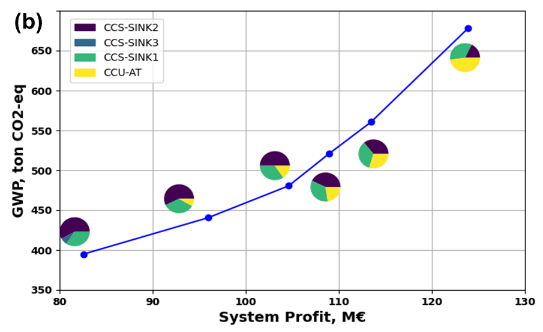 (b)
CCS-SINK2
CCS-SINK3
CCS-SINK1
CCU-AT
GWP, ton CO2-eq
650
600
550
500
450
400
350
80 90 100 110 120 130
System Profit, M€